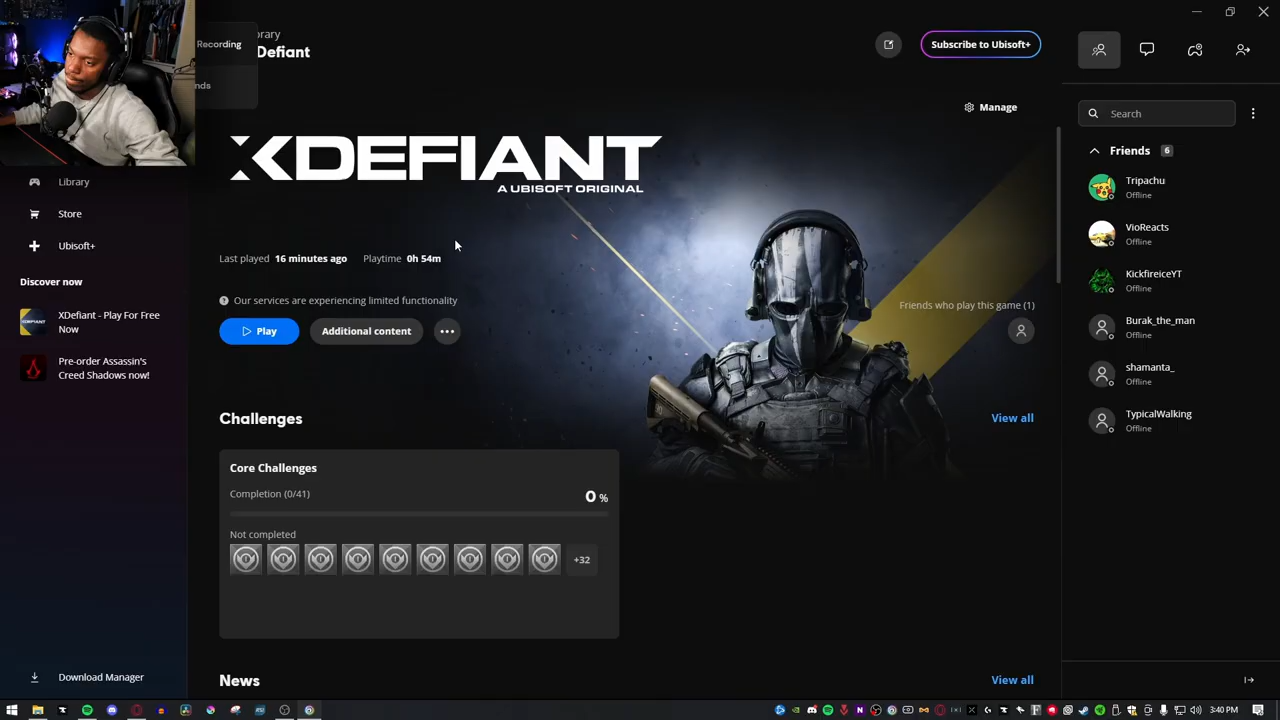 brary
Recording
Defiant
nds
Subscribe to Ubisoft+
Manage
Library
Store
Ubisoft+
Discover now
XDefiant - Play For Free
Now
Pre-order Assassin's
Creed Shadows now!
Download Manager
XDEFIANT
A UBISOFT ORIGINAL
Last played 16 minutes ago Playtime 0h 54m
Our services are experiencing limited functionality
Play
Additional content
Friends who play this game (1)
Challenges
View all
Core Challenges
Completion (0/41)
0 %
Not completed
+32
News
View all
Search
Friends 6
Tripachu
Offline
VioReacts
Offline
KickfireiceYT
Offline
Burak_the_man
Offline
shamanta_
Offline
TypicalWalking
Offline
3:40 PM